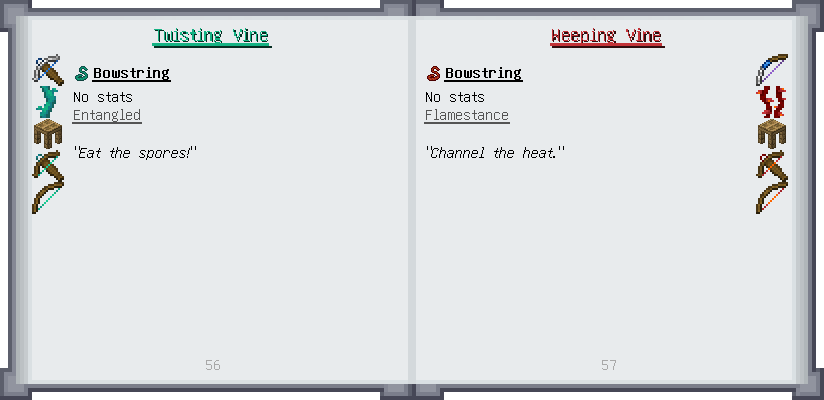 Twisting Vine
Bowstring
No stats
Entangled
"Eat the spores!"
56
Weeping Vine
Bowstring
No stats
Flamestance
"Channel the heat."
57